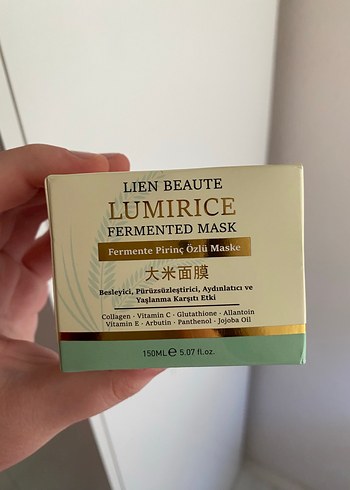 LIEN BEAUTE
LUMIRICE
FERMENTED MASK
Fermente Pirinç Özlü Maske
大米面膜
Besleyici, Pürüzsüzleştirici, Aydınlatıcı ve
Yaşlanma Karşıtı Etki
Collagen · Vitamin C · Glutathione · Allantoin
Vitamin E · Arbutin · Panthenol · Jojoba Oil
150ML ℮ 5.07 fl.oz.